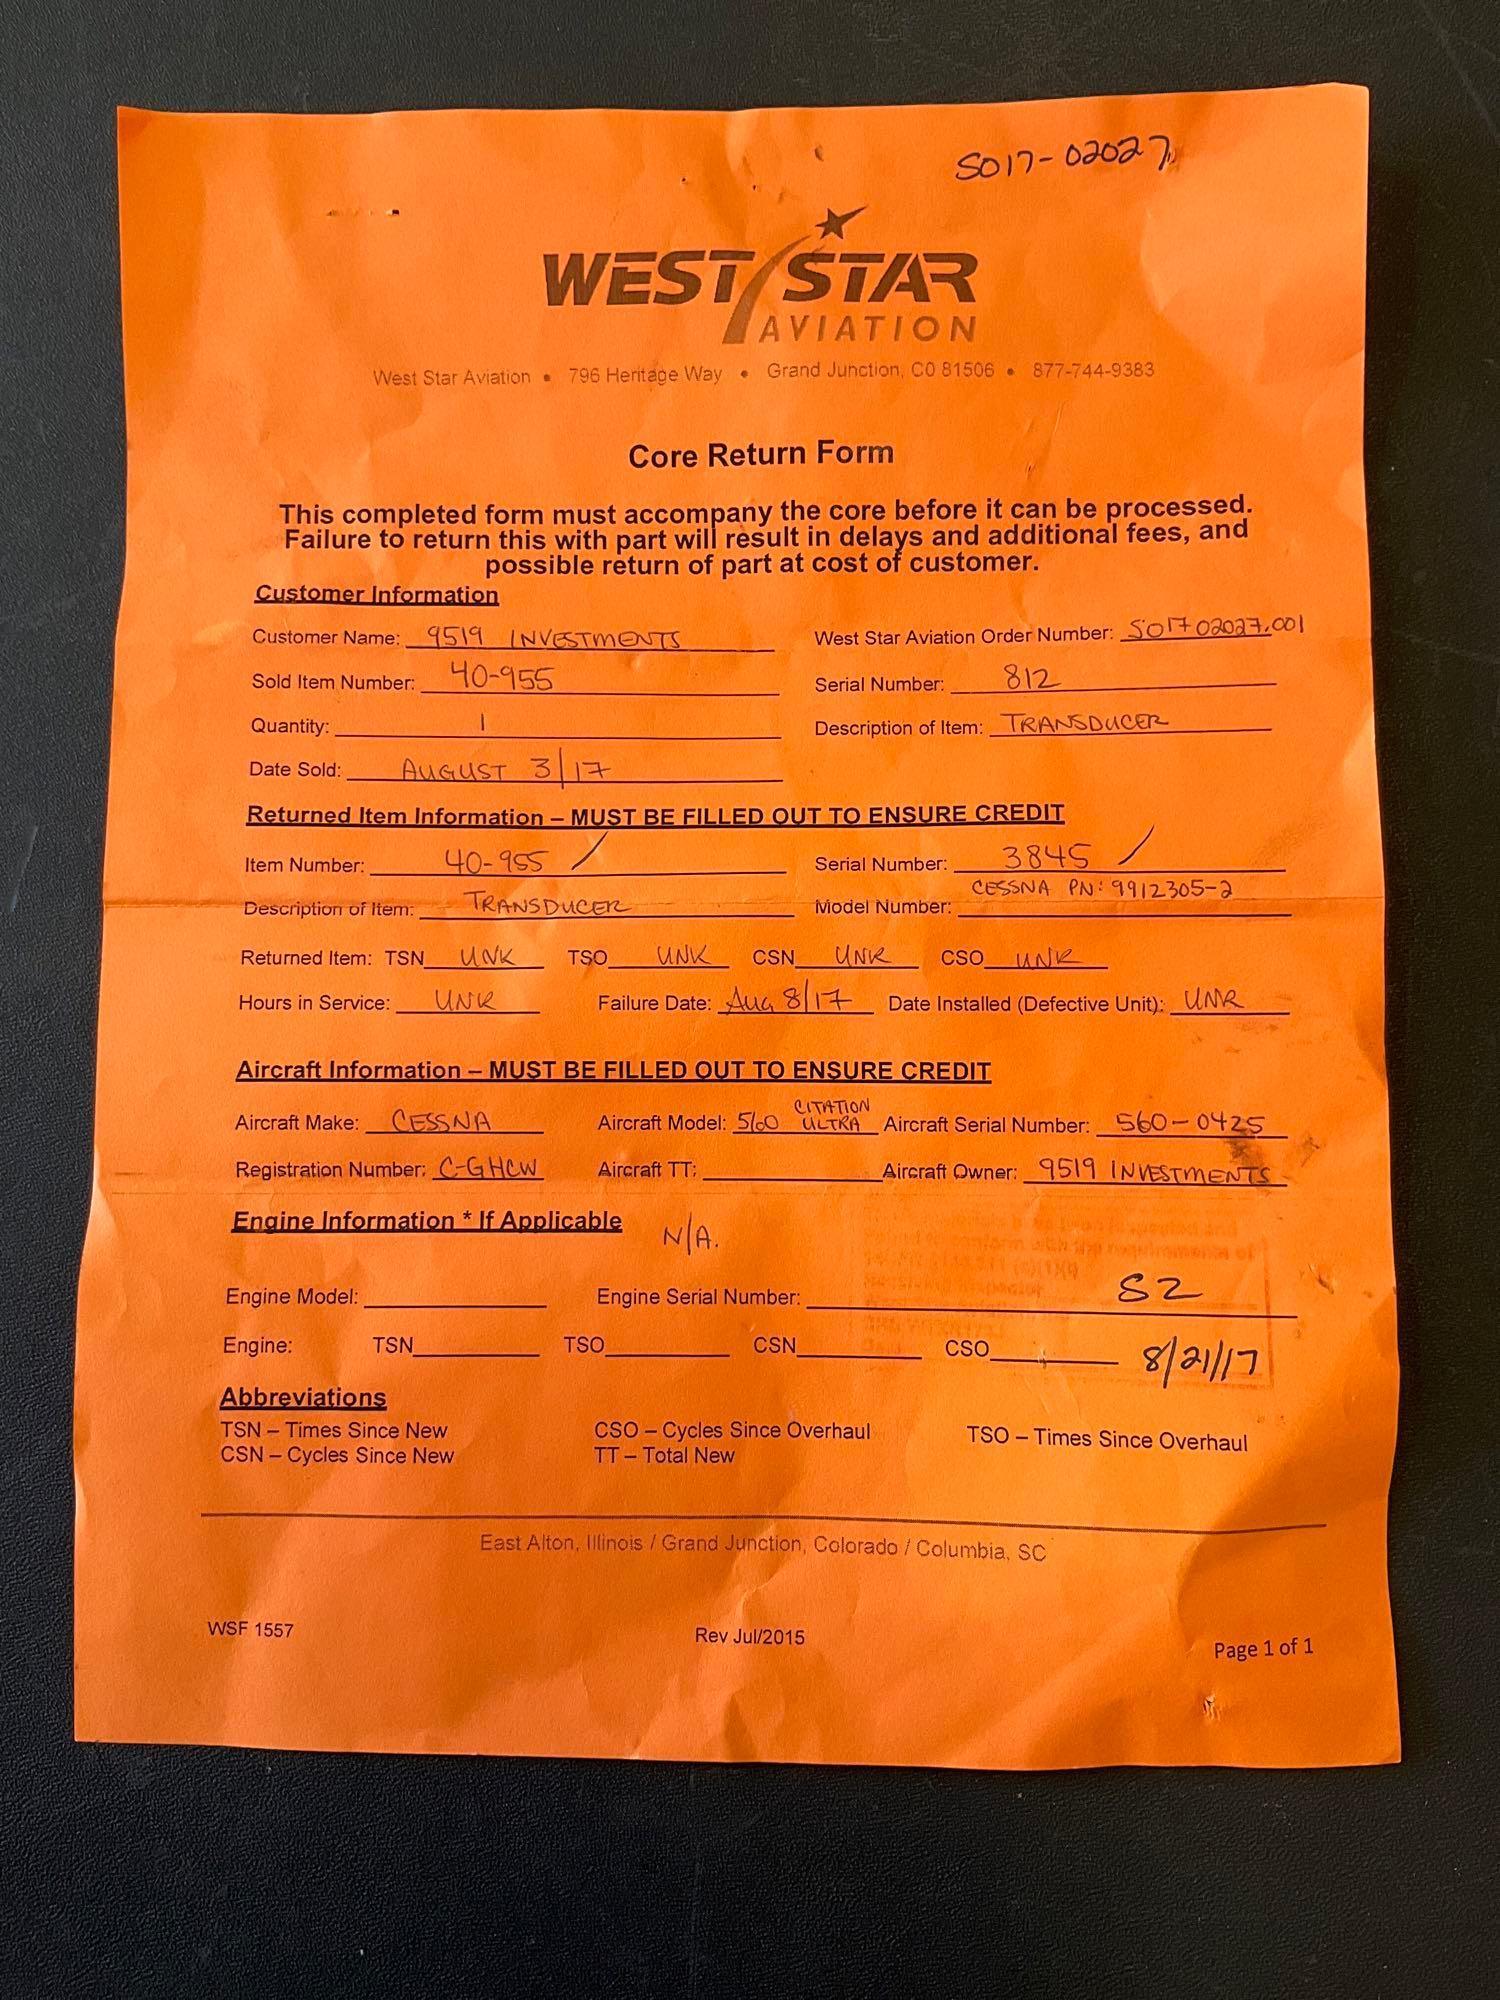 SO17-02027
WEST STAR
AVIATION
West Star Aviation • 796 Heritage Way • Grand Junction, CO 81506 • 877-744-9383
Core Return Form
This completed form must accompany the core before it can be processed.
Failure to return this with part will result in delays and additional fees, and
possible return of part at cost of customer.
Customer Information
Customer Name: 9519 INVESTMENTS West Star Aviation Order Number: SO1702027.001
Sold Item Number: 40-955 Serial Number: 812
Quantity: 1 Description of Item: TRANSDUCER
Date Sold: AUGUST 3/17
Returned Item Information – MUST BE FILLED OUT TO ENSURE CREDIT
Item Number: 40-955 / Serial Number: 3845 /
CESSNA PN: 9912305-2
Description of Item: TRANSDUCER Model Number:
Returned Item: TSN UNK TSO UNK CSN UNK CSO UNK
Hours in Service: UNK Failure Date: Aug 8/17 Date Installed (Defective Unit): UNK
Aircraft Information – MUST BE FILLED OUT TO ENSURE CREDIT
Aircraft Make: CESSNA Aircraft Model: 560 CITATION ULTRA Aircraft Serial Number: 560-0425
Registration Number: C-GHCW Aircraft TT: Aircraft Owner: 9519 INVESTMENTS
Engine Information * If Applicable N/A.
Engine Model: Engine Serial Number: SZ
Engine: TSN TSO CSN CSO 8/21/17
Abbreviations
TSN – Times Since New CSO – Cycles Since Overhaul TSO – Times Since Overhaul
CSN – Cycles Since New TT – Total New
East Alton, Illinois / Grand Junction, Colorado / Columbia, SC
WSF 1557 Rev Jul/2015 Page 1 of 1